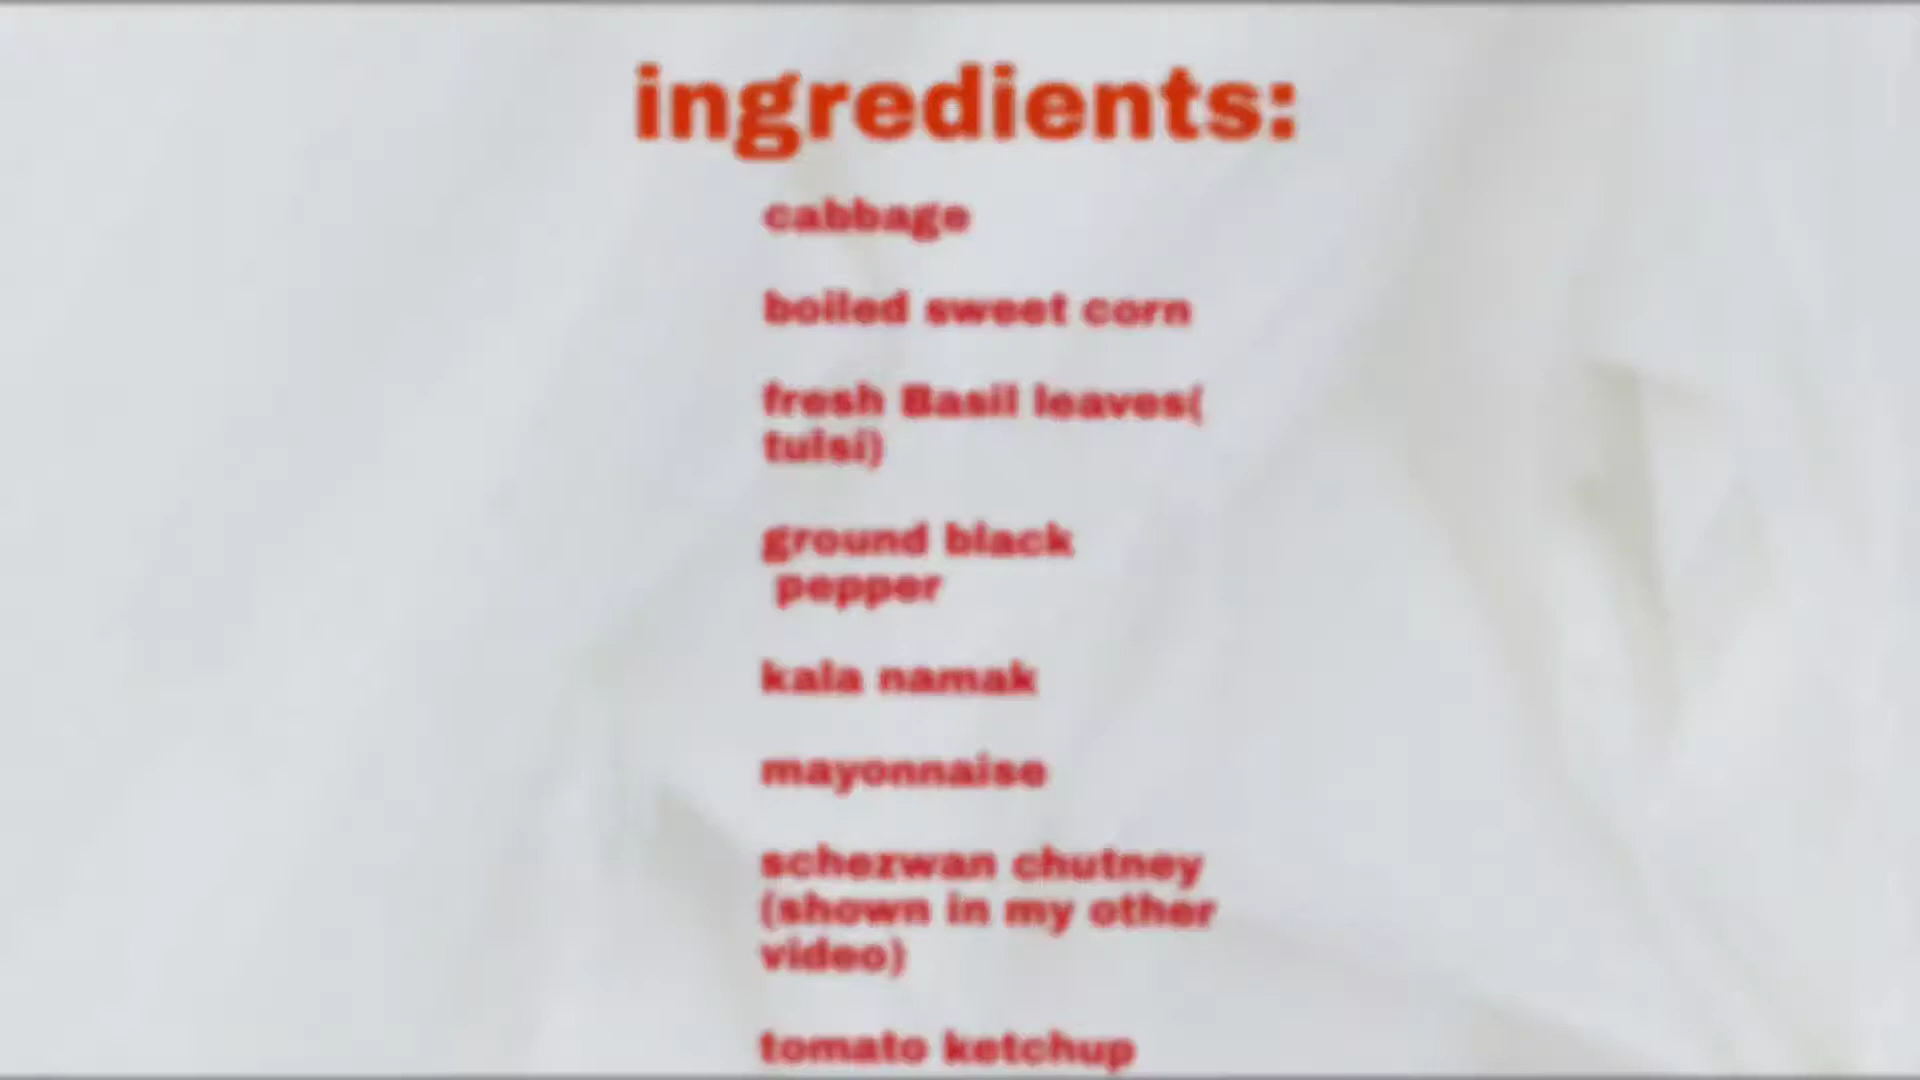 ingredients:
cabbage
boiled sweet corn
fresh Basil leaves(
tulsi)
ground black
pepper
kala namak
mayonnaise
schezwan chutney
(shown in my other
video)
tomato ketchup